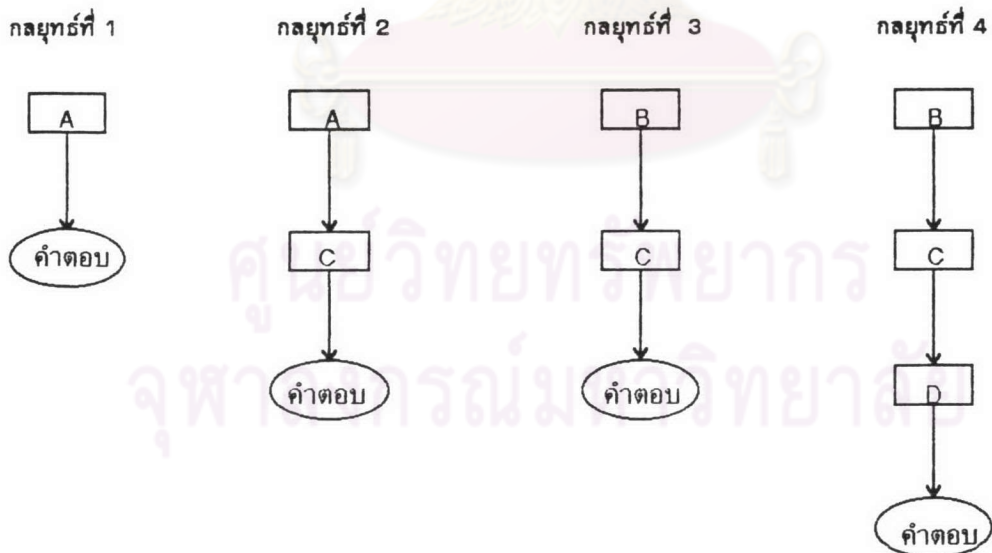 กลยุทธ์ที่ 1 กลยุทธ์ที่ 2 กลยุทธ์ที่ 3 กลยุทธ์ที่ 4
A A B B
คำตอบ C C C
ศูนย์วิทยทรัพยากร
คำตอบ คำตอบ D
จุฬาลงกรณ์มหาวิทยาลัย
คำตอบ